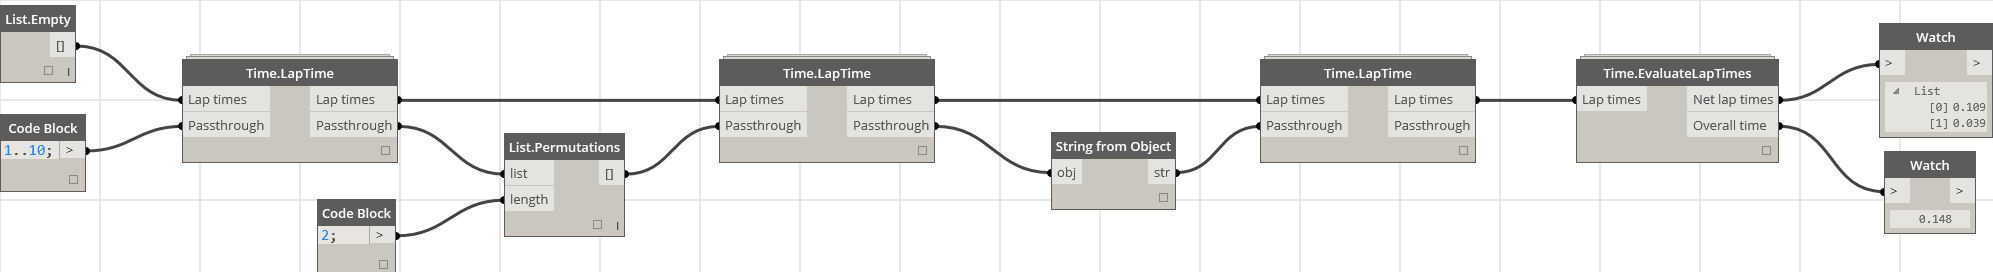 List.Empty
[]
I
Code Block
1..10; >
Time.LapTime
Lap times Lap times
Passthrough Passthrough
Code Block
2; >
List.Permutations
list []
length
I
Time.LapTime
Lap times Lap times
Passthrough Passthrough
String from Object
obj str
Time.LapTime
Lap times Lap times
Passthrough Passthrough
Time.EvaluateLapTimes
Lap times Net lap times
Overall time
Watch
> >
List
[0] 0.109
[1] 0.039
Watch
> >
0.148